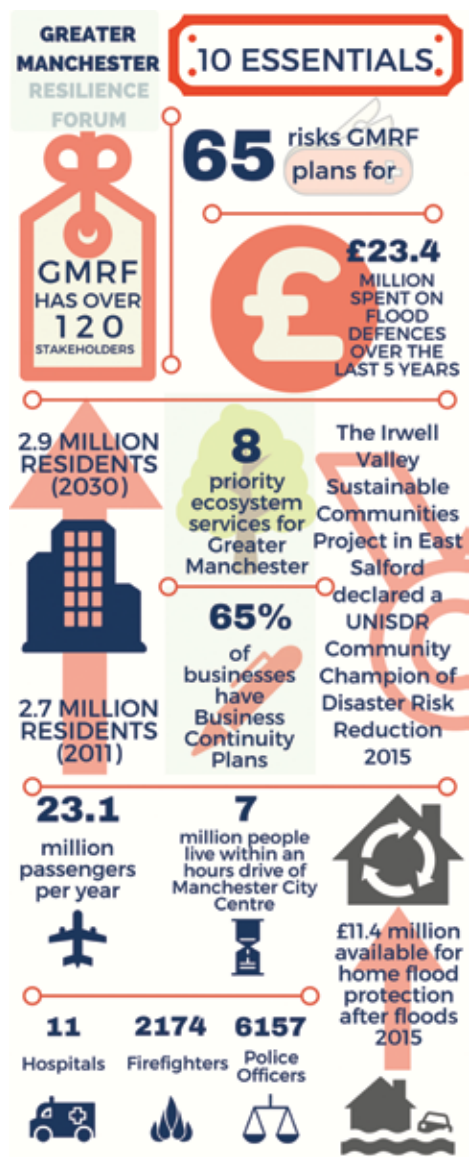 GREATER
MANCHESTER
RESILIENCE
FORUM
10 ESSENTIALS
65
risks GMRF
plans for
GMRF
HAS OVER
120
STAKEHOLDERS
£
£23.4
MILLION
SPENT ON
FLOOD
DEFENCES
OVER THE
LAST 5 YEARS
2.9 MILLION
RESIDENTS
(2030)
2.7 MILLION
RESIDENTS
(2011)
8
priority
ecosystem
services for
Greater
Manchester
65%
of
businesses
have
Business
Continuity
Plans
The Irwell
Valley
Sustainable
Communities
Project in East
Salford
declared a
UNISDR
Community
Champion of
Disaster Risk
Reduction
2015
23.1
million
passengers
per year
7
million people
live within an
hours drive of
Manchester City
Centre
£11.4 million
available for
home flood
protection
after floods
2015
11
Hospitals
2174
Firefighters
6157
Police
Officers